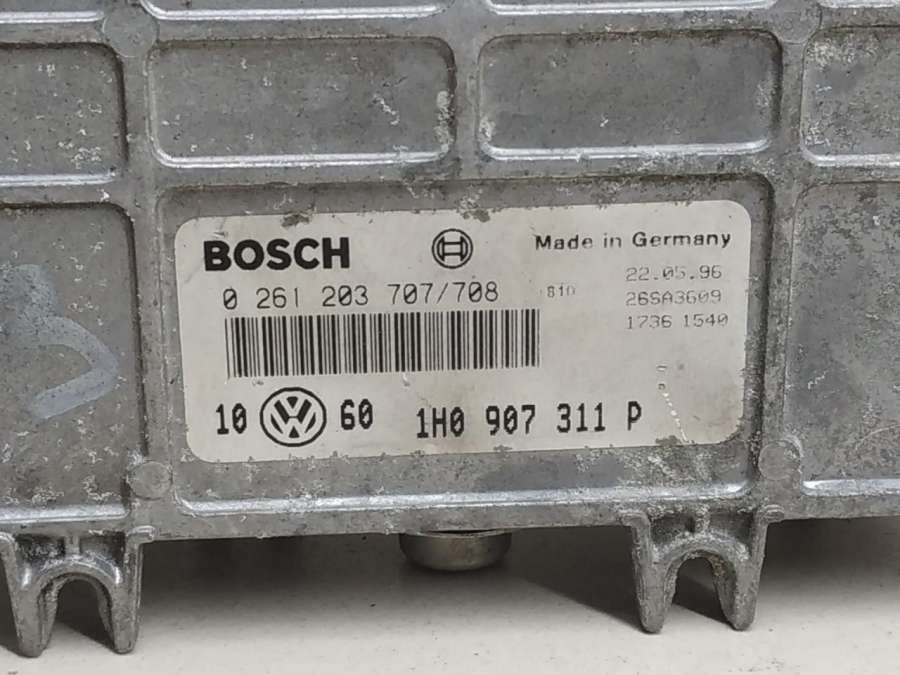 BOSCH Made in Germany
0 261 203 707/708 810 22.05.96
26SA3609
1736 1540
10 60 1H0 907 311 P